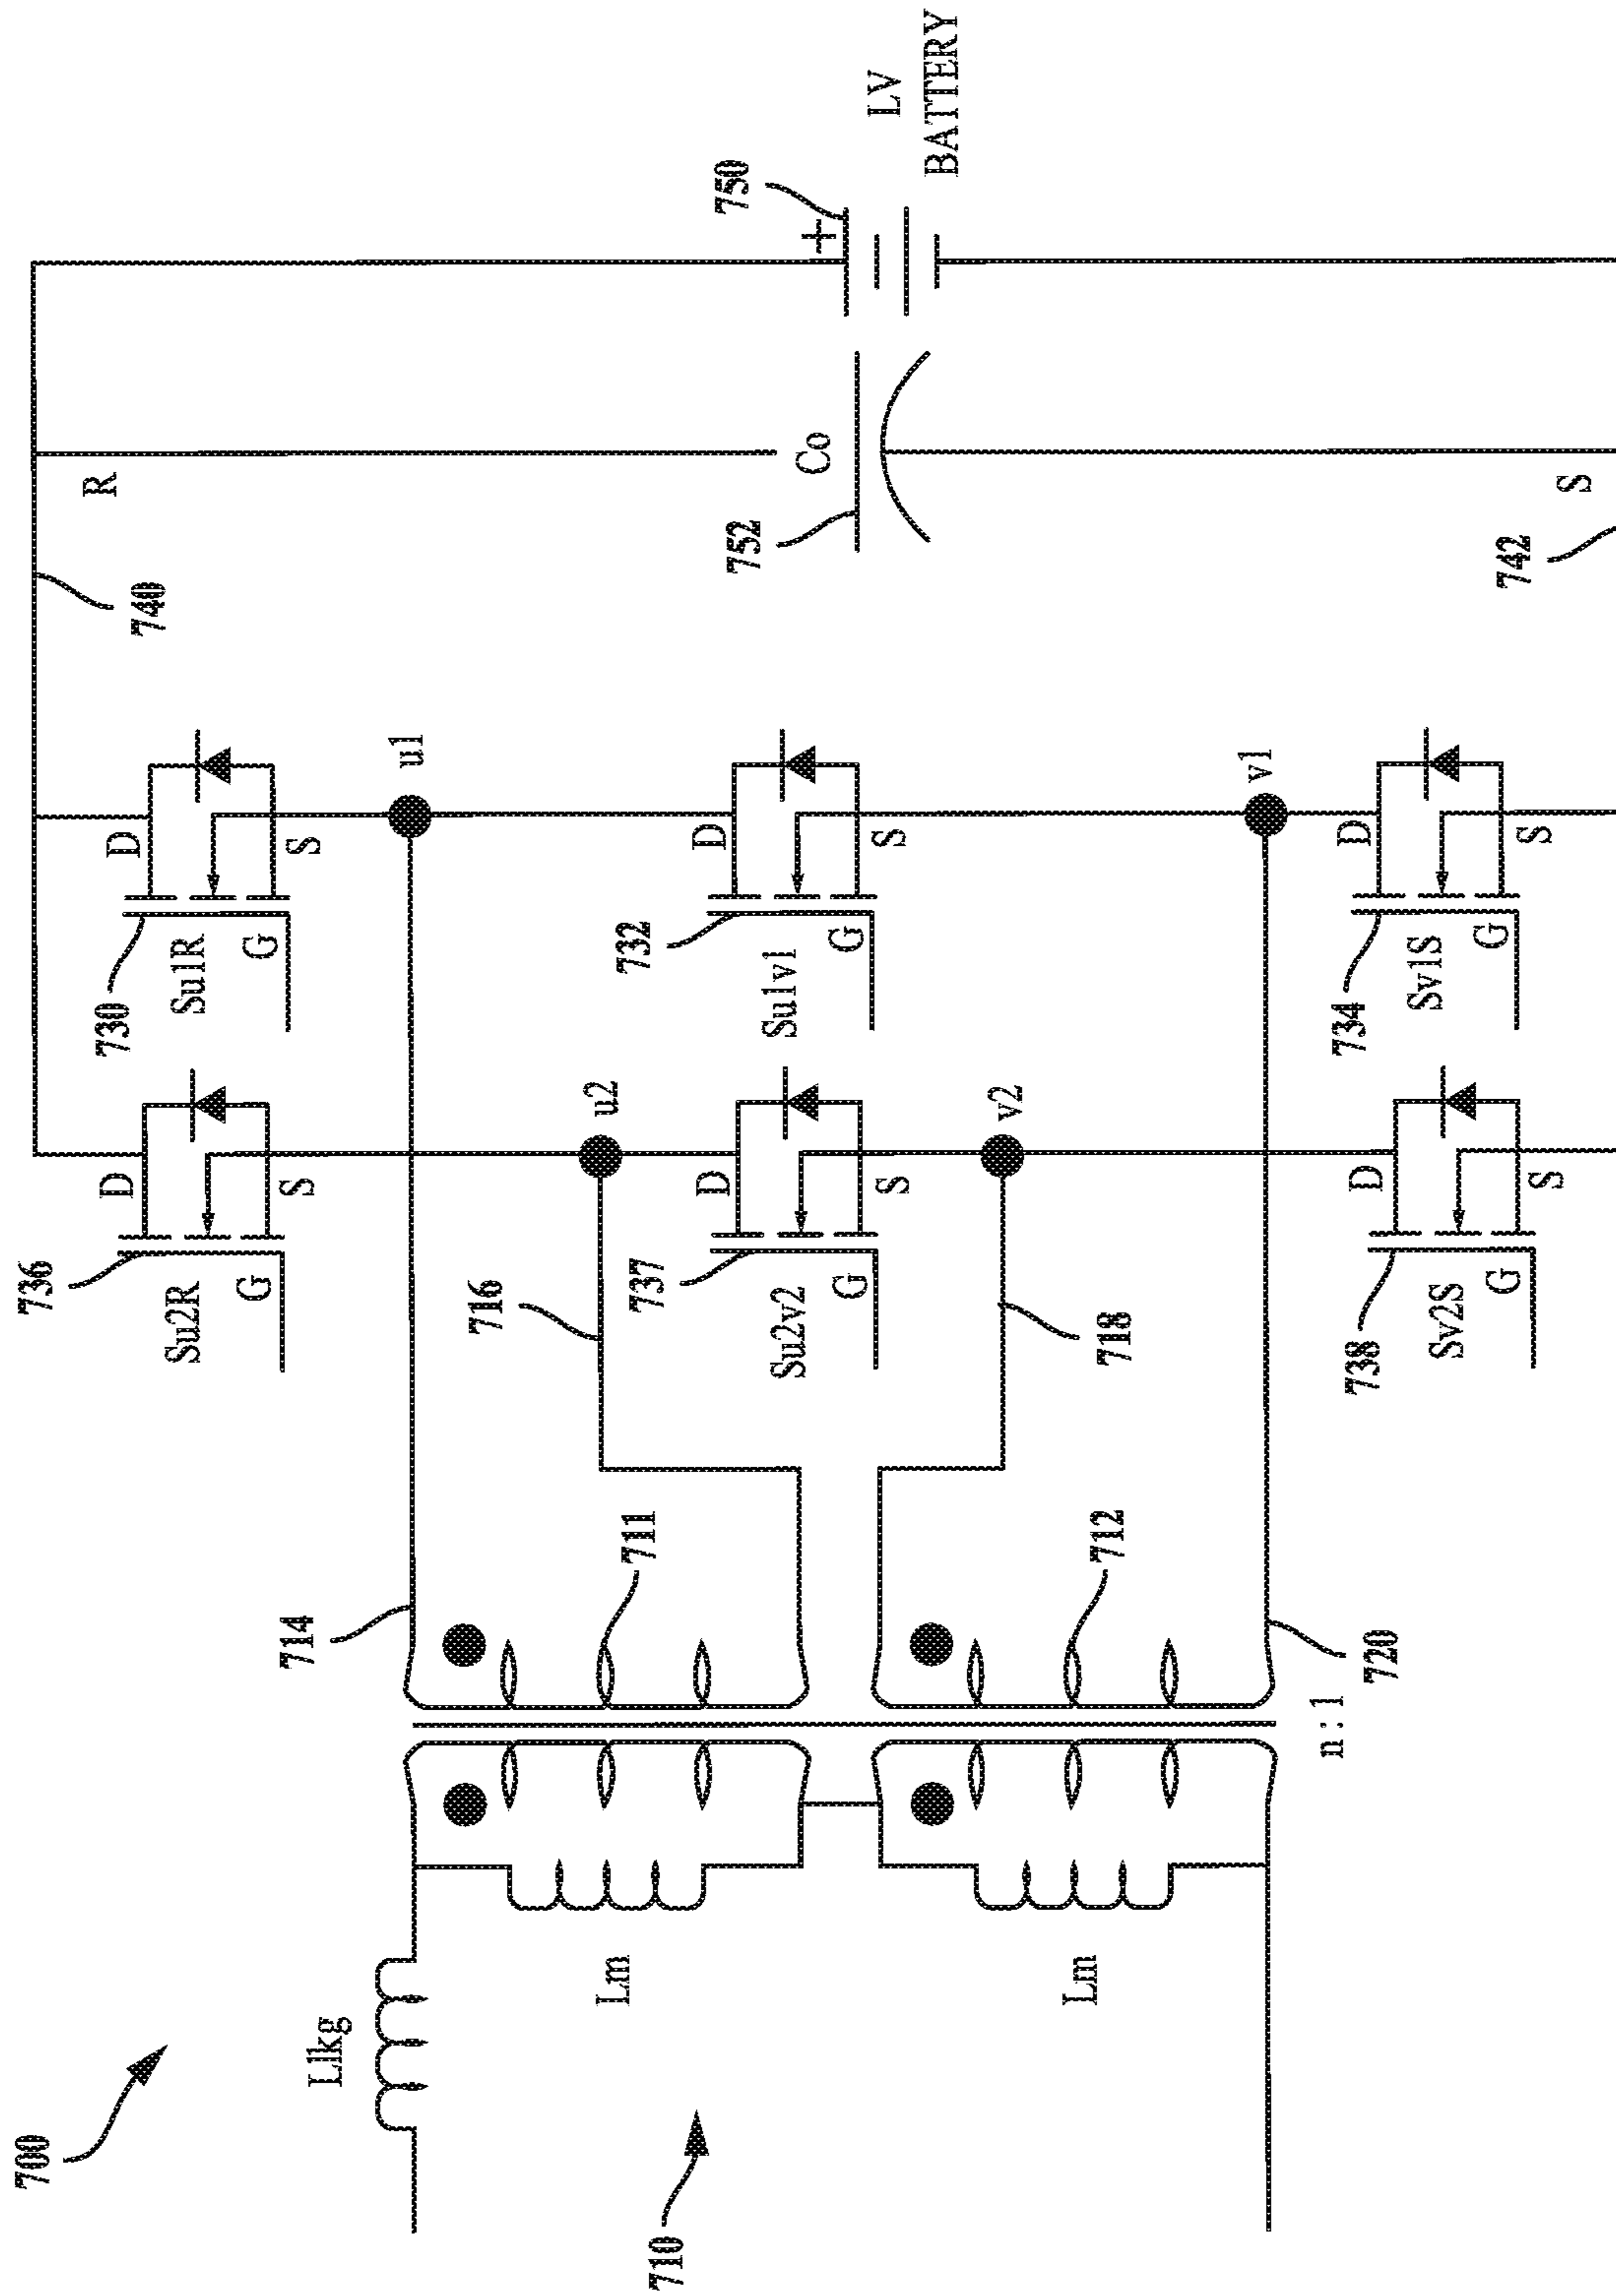 700
710
Llkg
Lm
Lm
n : 1
711
712
714
716
718
720
736
Su2R
D
G
S
730
Su1R
D
G
S
740
R
u2
u1
737
Su2v2
D
G
S
732
Su1v1
D
G
S
v2
v1
738
Sv2S
D
G
S
734
Sv1S
D
G
S
752
Co
750
+
LV
BATTERY
742
S